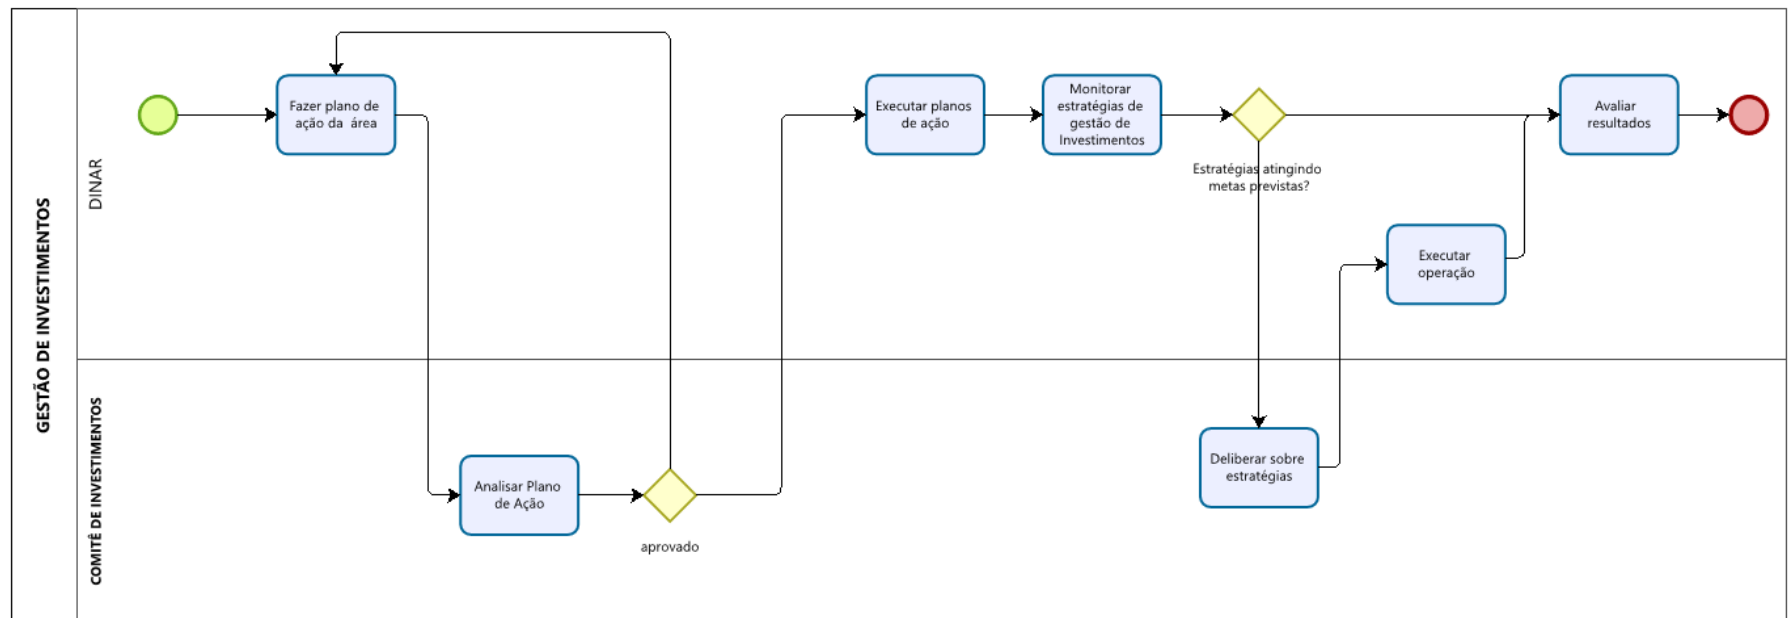 GESTÃO DE INVESTIMENTOS
DINAR
Fazer plano de
ação da área
Executar planos
de ação
Monitorar
estratégias de
gestão de
Investimentos
Estratégias atingindo
metas previstas?
Avaliar
resultados
Executar
operação
COMITÊ DE INVESTIMENTOS
Analisar Plano
de Ação
aprovado
Deliberar sobre
estratégias